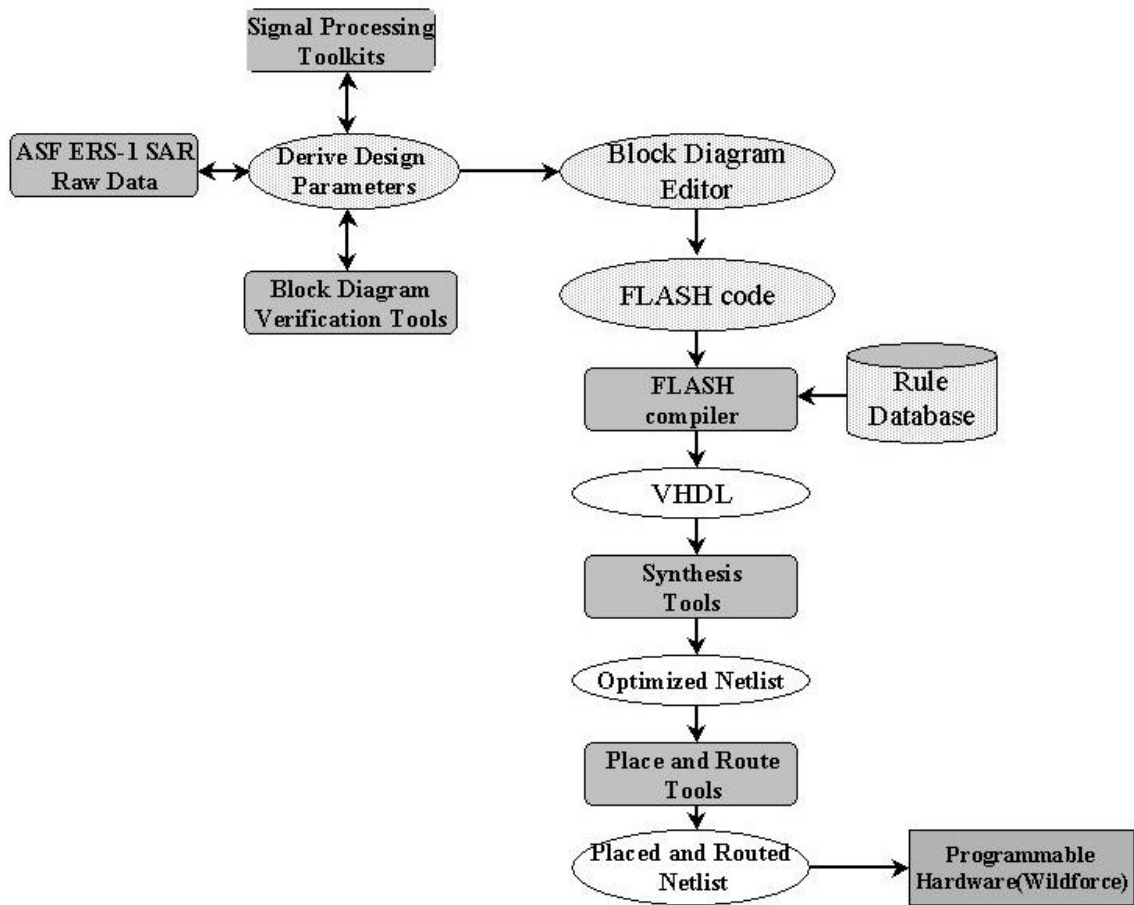 Signal Processing
Toolkits
ASF ERS-1 SAR
Raw Data
Derive Design
Parameters
Block Diagram
Editor
Block Diagram
Verification Tools
FLASH code
FLASH
compiler
Rule
Database
VHDL
Synthesis
Tools
Optimized Netlist
Place and Route
Tools
Placed and Routed
Netlist
Programmable
Hardware(Wildforce)